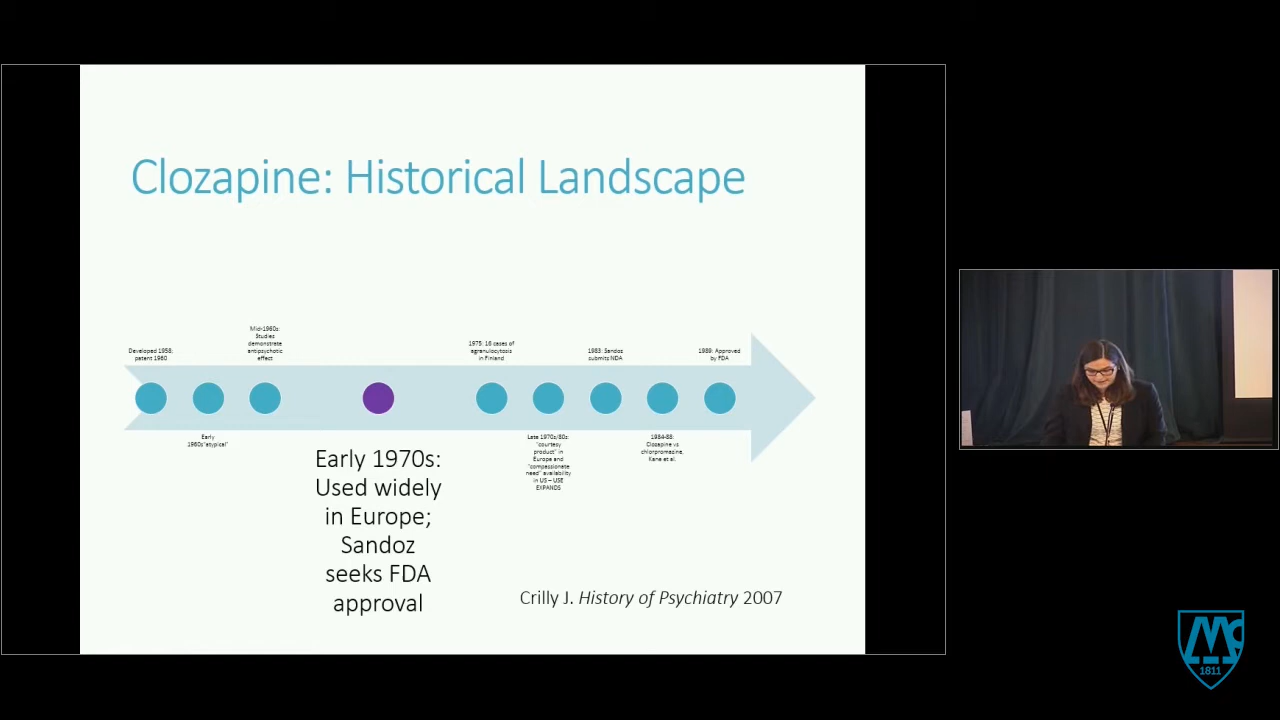 Clozapine: Historical Landscape
Developed 1958;
patent 1960
Early
1960s"atypical"
Mid-1960s:
Studies
demonstrate
antipsychotic
effect
Early 1970s:
Used widely
in Europe;
Sandoz
seeks FDA
approval
1975: 16 cases of
agranulocytosis
in Finland
Late 1970s/80s:
"courtesy
product" in
Europe and
"compassionate
need" availability
in US – USE
EXPANDS
1983: Sandoz
submits NDA
1984-88:
Clozapine vs
chlorpromazine,
Kane et al.
1989: Approved
by FDA
Crilly J. History of Psychiatry 2007
1811